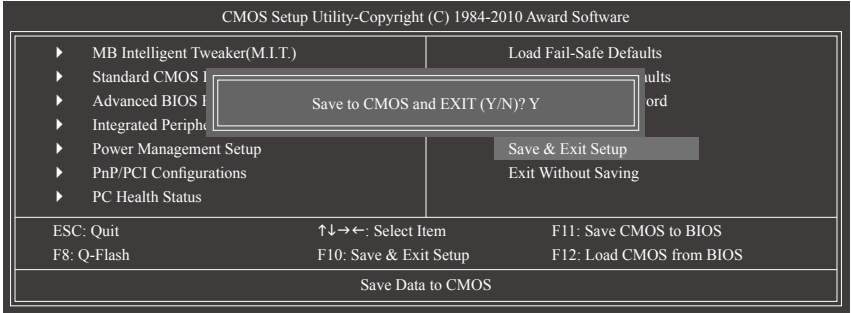 CMOS Setup Utility-Copyright (C) 1984-2010 Award Software
MB Intelligent Tweaker(M.I.T.)
Load Fail-Safe Defaults
Standard CMOS
Advanced BIOS
Integrated
Save to CMOS and EXIT (Y/N)? Y
Power Management Setup
Save & Exit Setup
PnP/PCI Configurations
Exit Without Saving
PC Health Status
ESC: Quit
↑↓→←: Select Item
F11: Save CMOS to BIOS
F8: Q-Flash
F10: Save & Exit Setup
F12: Load CMOS from BIOS
Save Data to CMOS